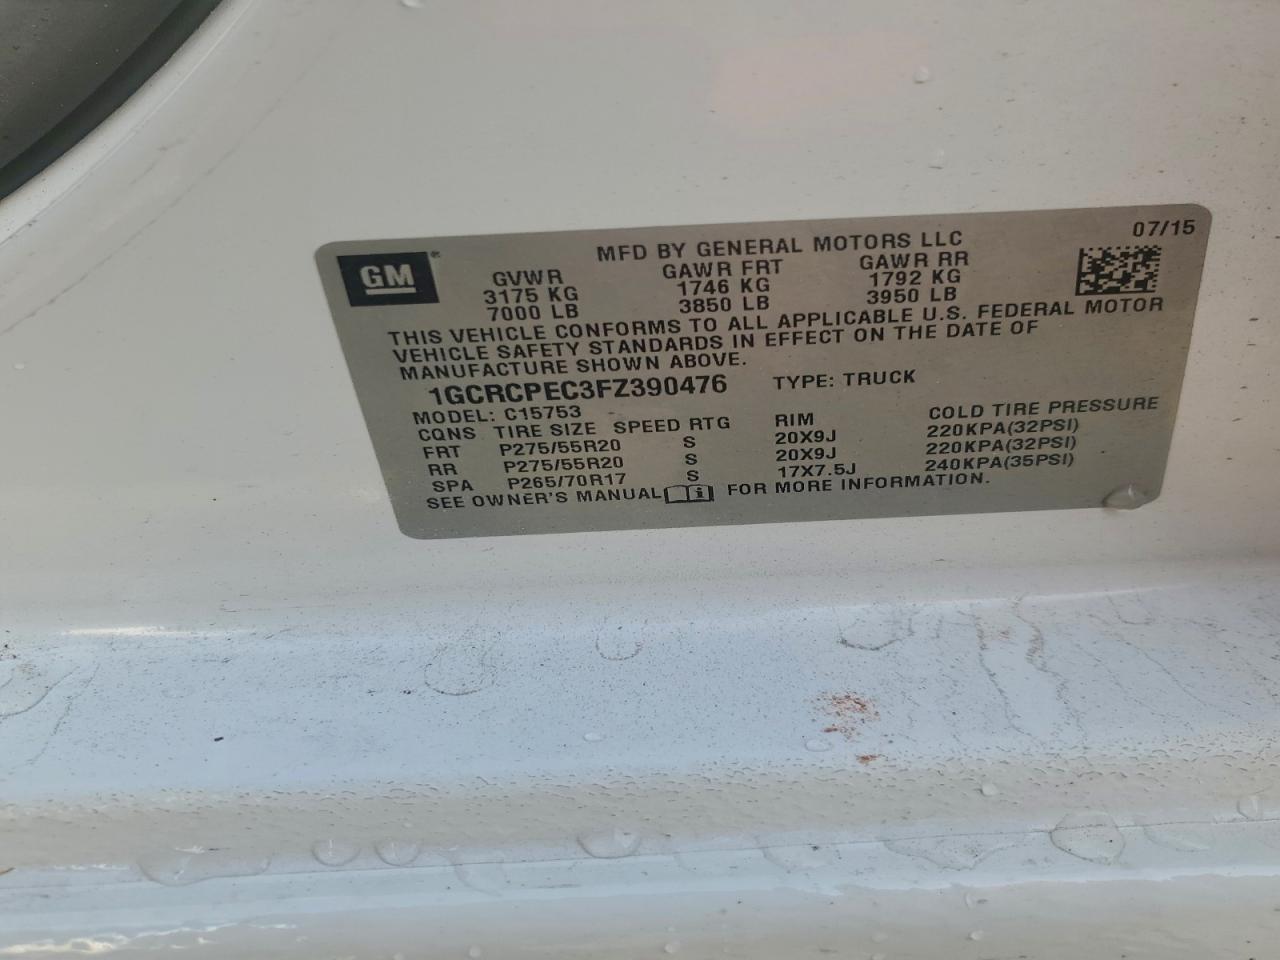 07/15
MFD BY GENERAL MOTORS LLC
GM®
GVWR GAWR FRT GAWR RR
3175 KG 1746 KG 1792 KG
7000 LB 3850 LB 3950 LB
THIS VEHICLE CONFORMS TO ALL APPLICABLE U.S. FEDERAL MOTOR
VEHICLE SAFETY STANDARDS IN EFFECT ON THE DATE OF
MANUFACTURE SHOWN ABOVE.
1GCRCPEC3FZ390476 TYPE: TRUCK
MODEL: C15753
CQNS TIRE SIZE SPEED RTG RIM COLD TIRE PRESSURE
FRT P275/55R20 S 20X9J 220KPA(32PSI)
RR P275/55R20 S 20X9J 220KPA(32PSI)
SPA P265/70R17 S 17X7.5J 240KPA(35PSI)
SEE OWNER'S MANUAL i FOR MORE INFORMATION.